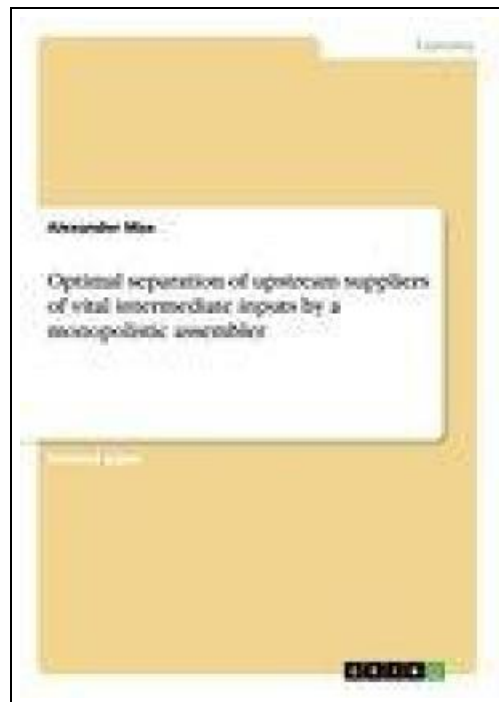 Alexander Max
Optimal separation of upstream suppliers
of vital intermediate inputs by a
monopolistic assembler
G R I N